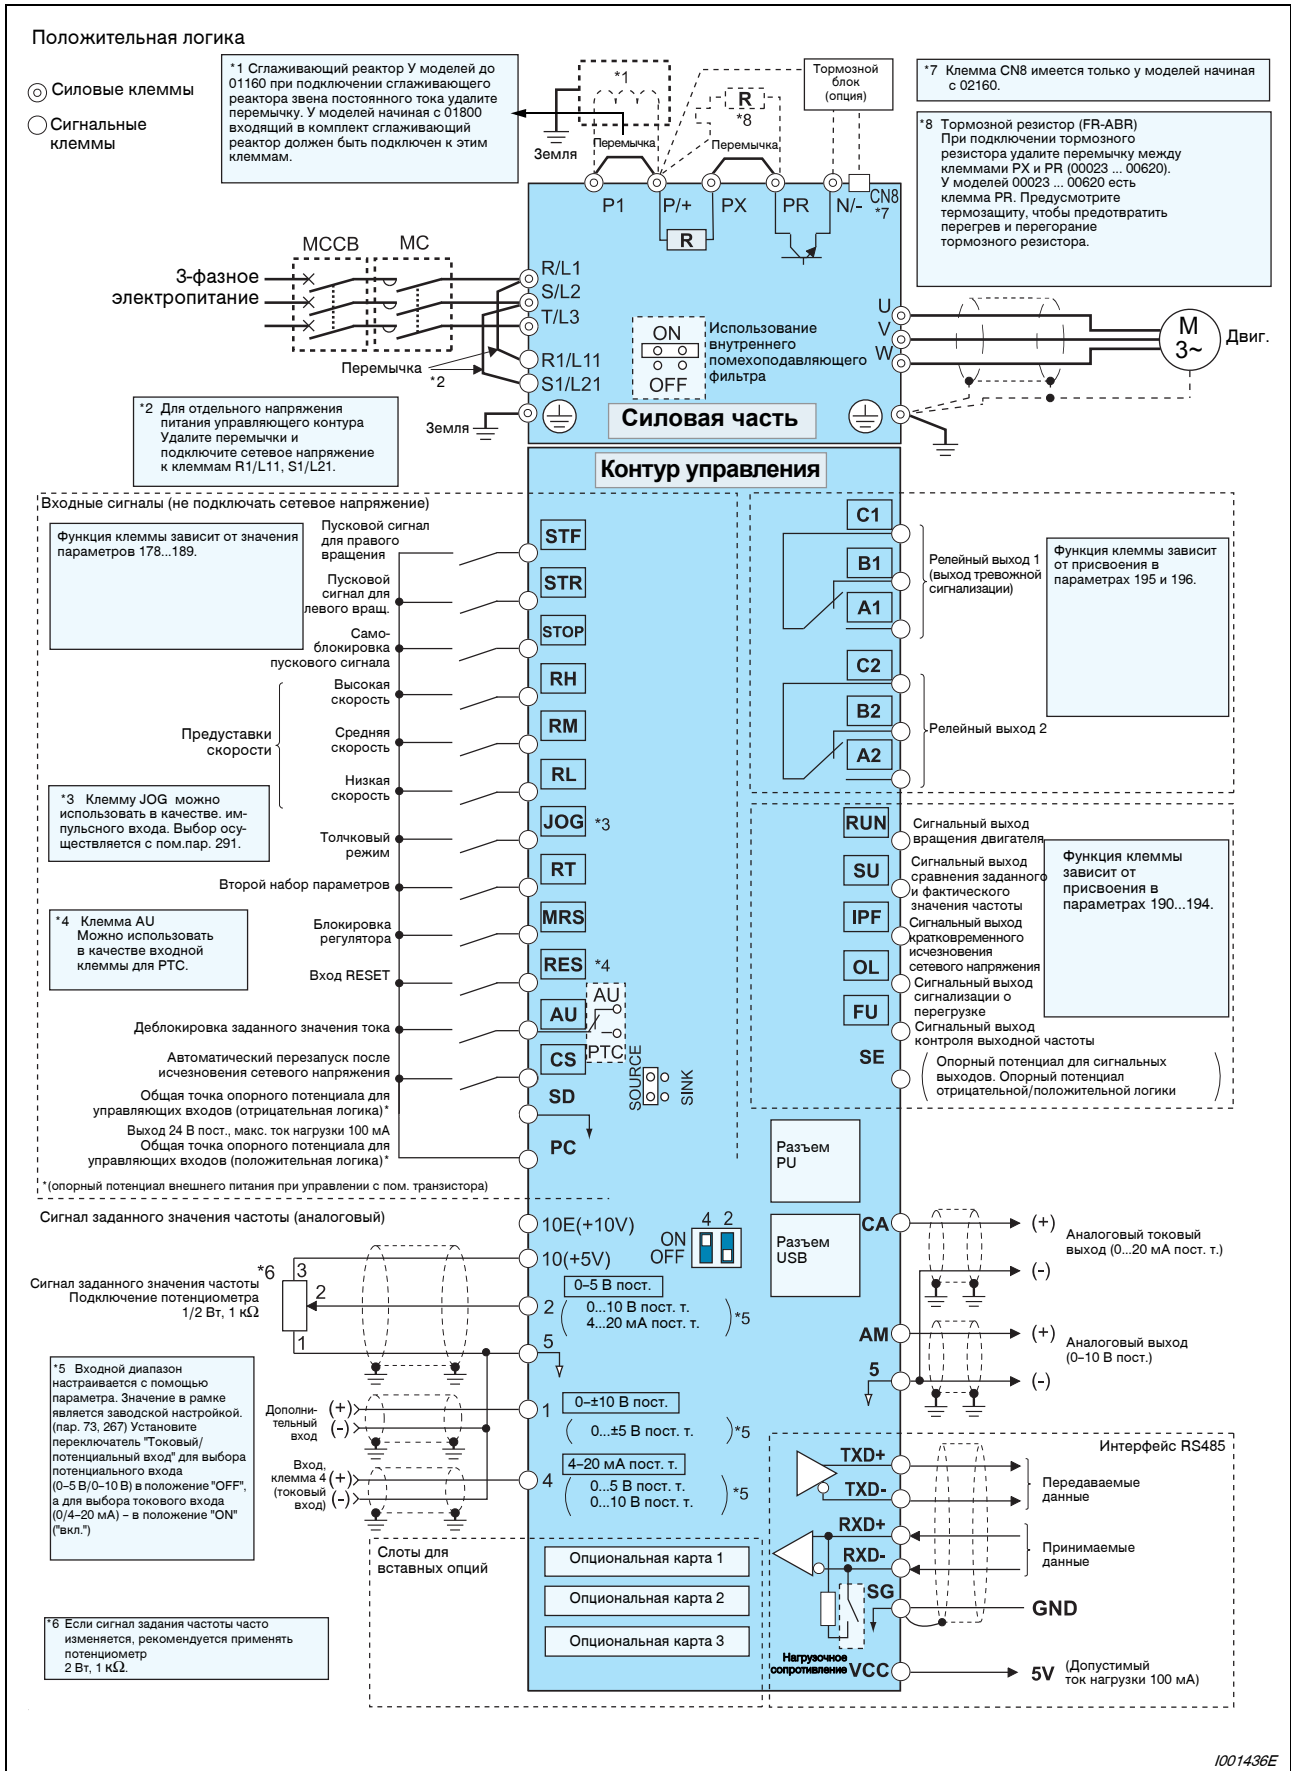 Положительная логика
Силовые клеммы
Сигнальные
клеммы
*1 Сглаживающий реактор У моделей до
01160 при подключении сглаживающего
реактора звена постоянного тока удалите
перемычку. У моделей начиная с 01800
входящий в комплект сглаживающий
реактор должен быть подключен к этим
клеммам.
*1
Земля
Перемычка
R
*8
Перемычка
Тормозной
блок
(опция)
*7 Клемма CN8 имеется только у моделей начиная
с 02160.
*8 Тормозной резистор (FR-ABR)
При подключении тормозного
резистора удалите перемычку между
клеммами PX и PR (00023 ... 00620).
У моделей 00023 ... 00620 есть
клемма PR. Предусмотрите
термозащиту, чтобы предотвратить
перегрев и перегорание
тормозного резистора.
P1
P/+
PX
PR
N/-
CN8
*7
R
MCCB
MC
3-фазное
электропитание
R/L1
S/L2
T/L3
R1/L11
S1/L21
Перемычка
*2
ON
OFF
Использование
внутреннего
помехоподавляющего
фильтра
U
V
W
M
3~
Двиг.
*2 Для отдельного напряжения
питания управляющего контура
Удалите перемычки и
подключите сетевое напряжение
к клеммам R1/L11, S1/L21.
Земля
Силовая часть
Контур управления
Входные сигналы (не подключать сетевое напряжение)
Функция клеммы зависит от значения
параметров 178...189.
Пусковой сигнал
для правого
вращения
STF
Пусковой
сигнал для
левого вращ.
STR
Само-
блокировка
пускового сигнала
STOP
Предуставки
скорости
Высокая
скорость
RH
Средняя
скорость
RM
Низкая
скорость
RL
*3 Клемму JOG можно
использовать в качестве. им-
пульсного входа. Выбор осу-
ществляется с пом.пар. 291.
Толчковый
режим
JOG
*3
Второй набор параметров
RT
*4 Клемма AU
Можно использовать
в качестве входной
клеммы для PTC.
Блокировка
регулятора
MRS
Вход RESET
RES
*4
Деблокировка заданного значения тока
AU
AU
PTC
Автоматический перезапуск после
исчезновения сетевого напряжения
CS
SOURCE
SINK
Общая точка опорного потенциала для
управляющих входов (отрицательная логика)*
SD
Выход 24 В пост., макс. ток нагрузки 100 мА
Общая точка опорного потенциала для
управляющих входов (положительная логика)*
PC
*(опорный потенциал внешнего питания при управлении с пом. транзистора)
C1
B1
A1
Релейный выход 1
(выход тревожной
сигнализации)
Функция клеммы зависит
от присвоения в
параметрах 195 и 196.
C2
B2
A2
Релейный выход 2
RUN
Сигнальный выход
вращения двигателя
SU
Сигнальный выход
сравнения заданного
и фактического
значения частоты
IPF
Сигнальный выход
кратковременного
исчезновения
сетевого напряжения
OL
Сигнальный выход
сигнализации о
перегрузке
FU
Сигнальный выход
контроля выходной частоты
SE
Опорный потенциал для сигнальных
выходов. Опорный потенциал
отрицательной/положительной логики
Функция клеммы
зависит от
присвоения в
параметрах 190...194.
Разъем
PU
Разъем
USB
Сигнал заданного значения частоты (аналоговый)
10E(+10V)
10(+5V)
ON
OFF
4 2
*6
3
2
1
Сигнал заданного значения частоты
Подключение потенциометра
1/2 Вт, 1 кΩ
2
0–5 В пост.
( 0...10 В пост. т.
4...20 мА пост. т. ) *5
5
*5 Входной диапазон
настраивается с помощью
параметра. Значение в рамке
является заводской настройкой.
(пар. 73, 267) Установите
переключатель "Токовый/
потенциальный вход" для выбора
потенциального входа
(0–5 В/0–10 В) в положение "OFF",
а для выбора токового входа
(0/4–20 мА) – в положение "ON"
("вкл.")
Дополни-
тельный
вход
(+)
(-)
1
0–±10 В пост.
( 0...±5 В пост. т. ) *5
Вход,
клемма 4
(токовый
вход)
(+)
(-)
4
4–20 мА пост. т.
( 0...5 В пост. т.
0...10 В пост. т. ) *5
CA
(+)
(-)
Аналоговый токовый
выход (0...20 мА пост. т.)
AM
5
(+)
(-)
Аналоговый выход
(0–10 В пост.)
Интерфейс RS485
TXD+
TXD-
Передаваемые
данные
RXD+
RXD-
Принимаемые
данные
SG
GND
Нагрузочное
сопротивление
VCC
5V
(Допустимый
ток нагрузки 100 мА)
Слоты для
вставных опций
Опциональная карта 1
Опциональная карта 2
Опциональная карта 3
*6 Если сигнал задания частоты часто
изменяется, рекомендуется применять
потенциометр
2 Вт, 1 кΩ.
I001436E